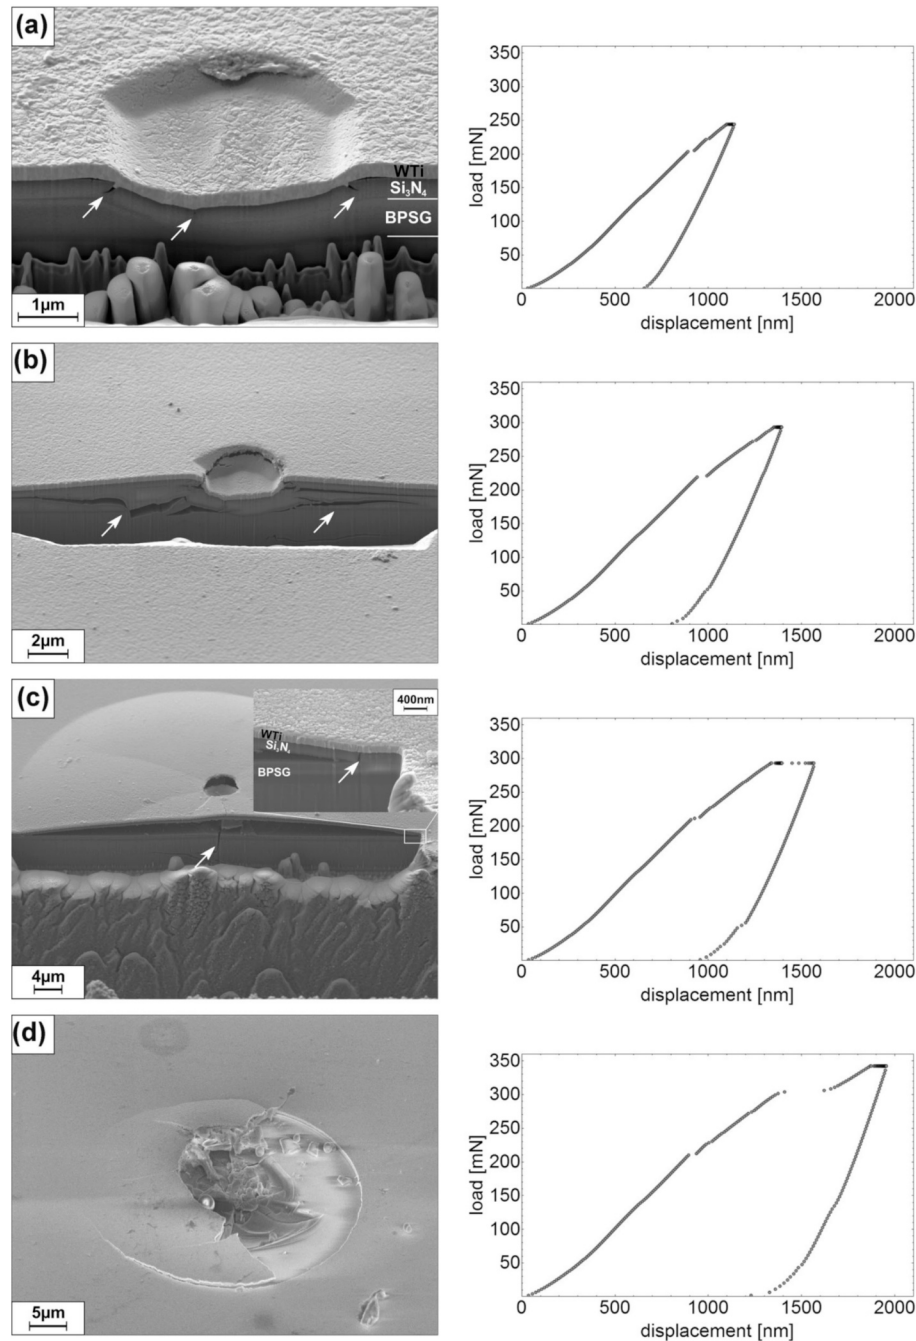 (a)
WTi
Si₃N₄
BPSG
1µm
350
300
250
200
150
100
50
load [mN]
0 500 1000 1500 2000
displacement [nm]
(b)
2µm
350
300
250
200
150
100
50
load [mN]
0 500 1000 1500 2000
displacement [nm]
(c)
400nm
WTi
Si₃N₄
BPSG
4µm
350
300
250
200
150
100
50
load [mN]
0 500 1000 1500 2000
displacement [nm]
(d)
5µm
350
300
250
200
150
100
50
load [mN]
0 500 1000 1500 2000
displacement [nm]